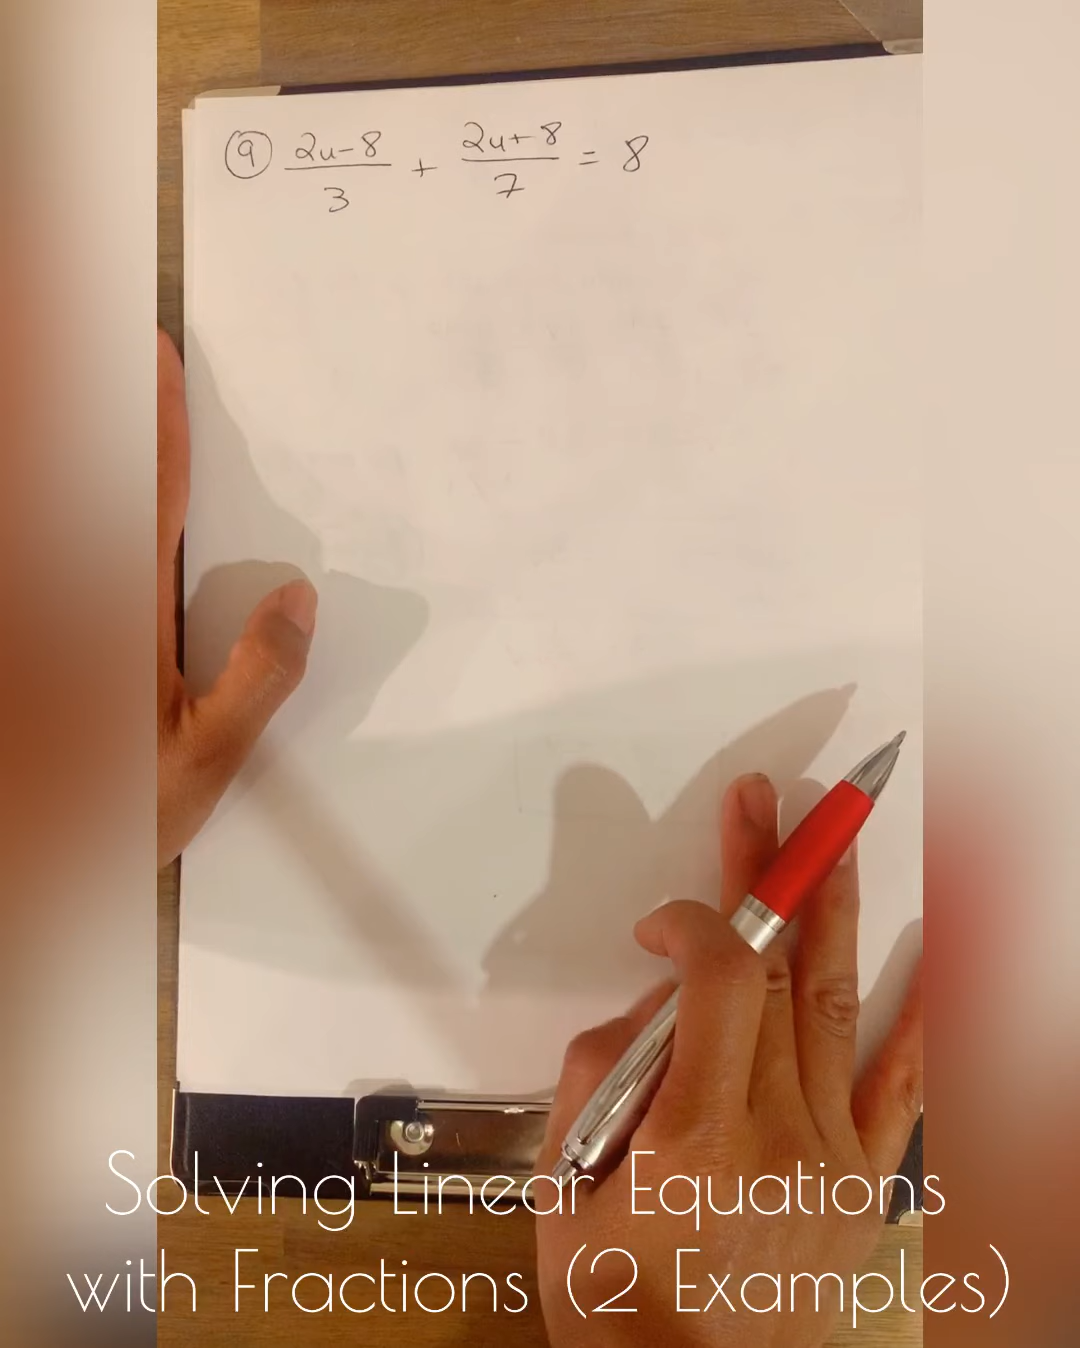 ⑨ (2u-8)/3 + (2u+8)/7 = 8
Solving Linear Equations
with Fractions (2 Examples)